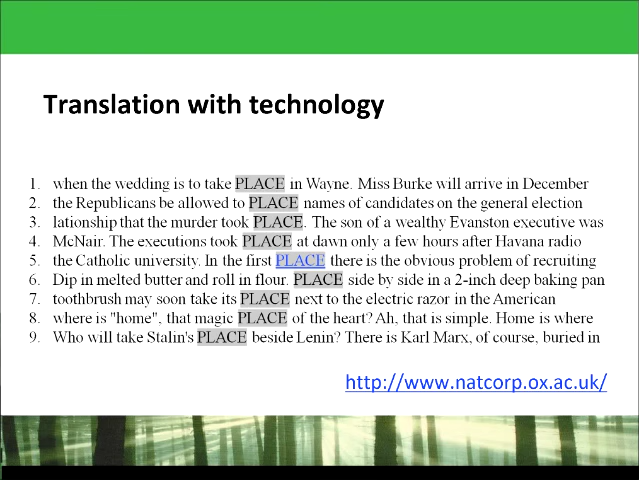 Translation with technology
1. when the wedding is to take PLACE in Wayne. Miss Burke will arrive in December
2. the Republicans be allowed to PLACE names of candidates on the general election
3. lationship that the murder took PLACE. The son of a wealthy Evanston executive was
4. McNair. The executions took PLACE at dawn only a few hours after Havana radio
5. the Catholic university. In the first PLACE there is the obvious problem of recruiting
6. Dip in melted butter and roll in flour. PLACE side by side in a 2-inch deep baking pan
7. toothbrush may soon take its PLACE next to the electric razor in the American
8. where is "home", that magic PLACE of the heart? Ah, that is simple. Home is where
9. Who will take Stalin's PLACE beside Lenin? There is Karl Marx, of course, buried in
http://www.natcorp.ox.ac.uk/